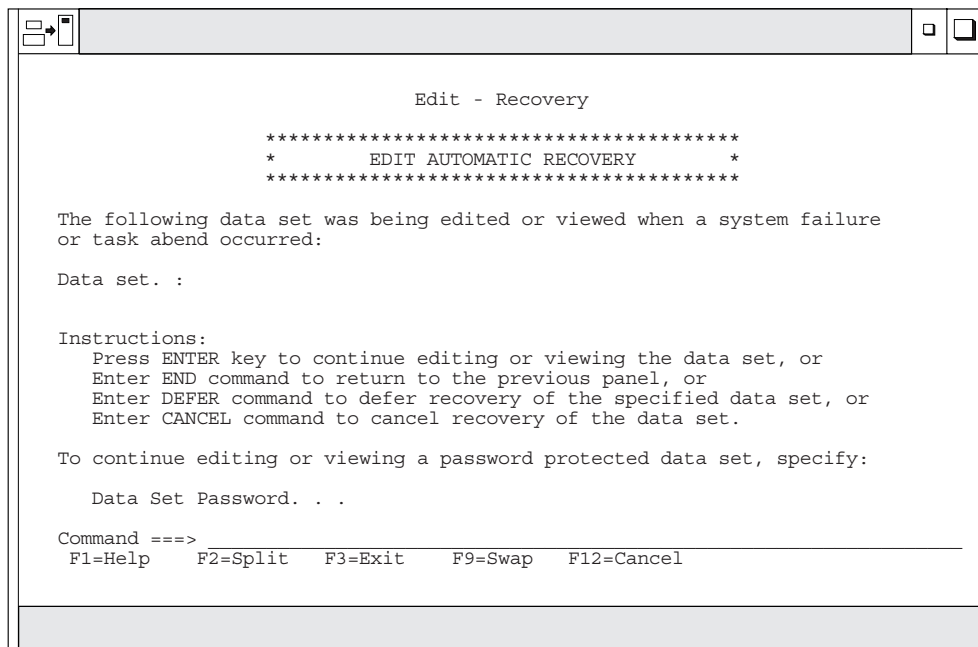 Edit - Recovery
*****************************************
* EDIT AUTOMATIC RECOVERY *
*****************************************
The following data set was being edited or viewed when a system failure
or task abend occurred:
Data set. :
Instructions:
Press ENTER key to continue editing or viewing the data set, or
Enter END command to return to the previous panel, or
Enter DEFER command to defer recovery of the specified data set, or
Enter CANCEL command to cancel recovery of the data set.
To continue editing or viewing a password protected data set, specify:
Data Set Password. . .
Command ===>
F1=Help F2=Split F3=Exit F9=Swap F12=Cancel